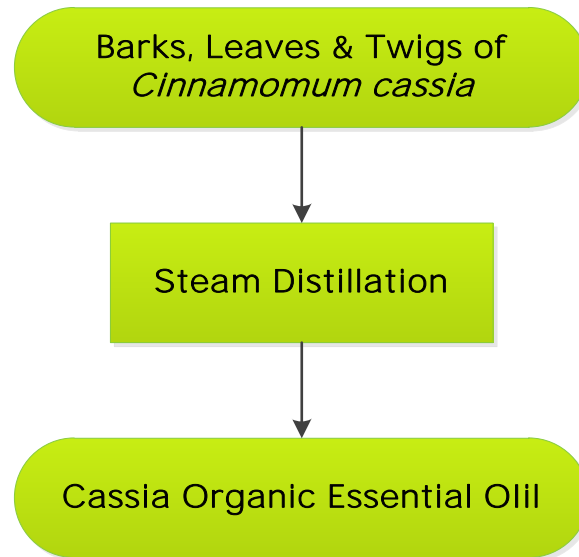 Barks, Leaves & Twigs of
Cinnamomum cassia
Steam Distillation
Cassia Organic Essential Olil